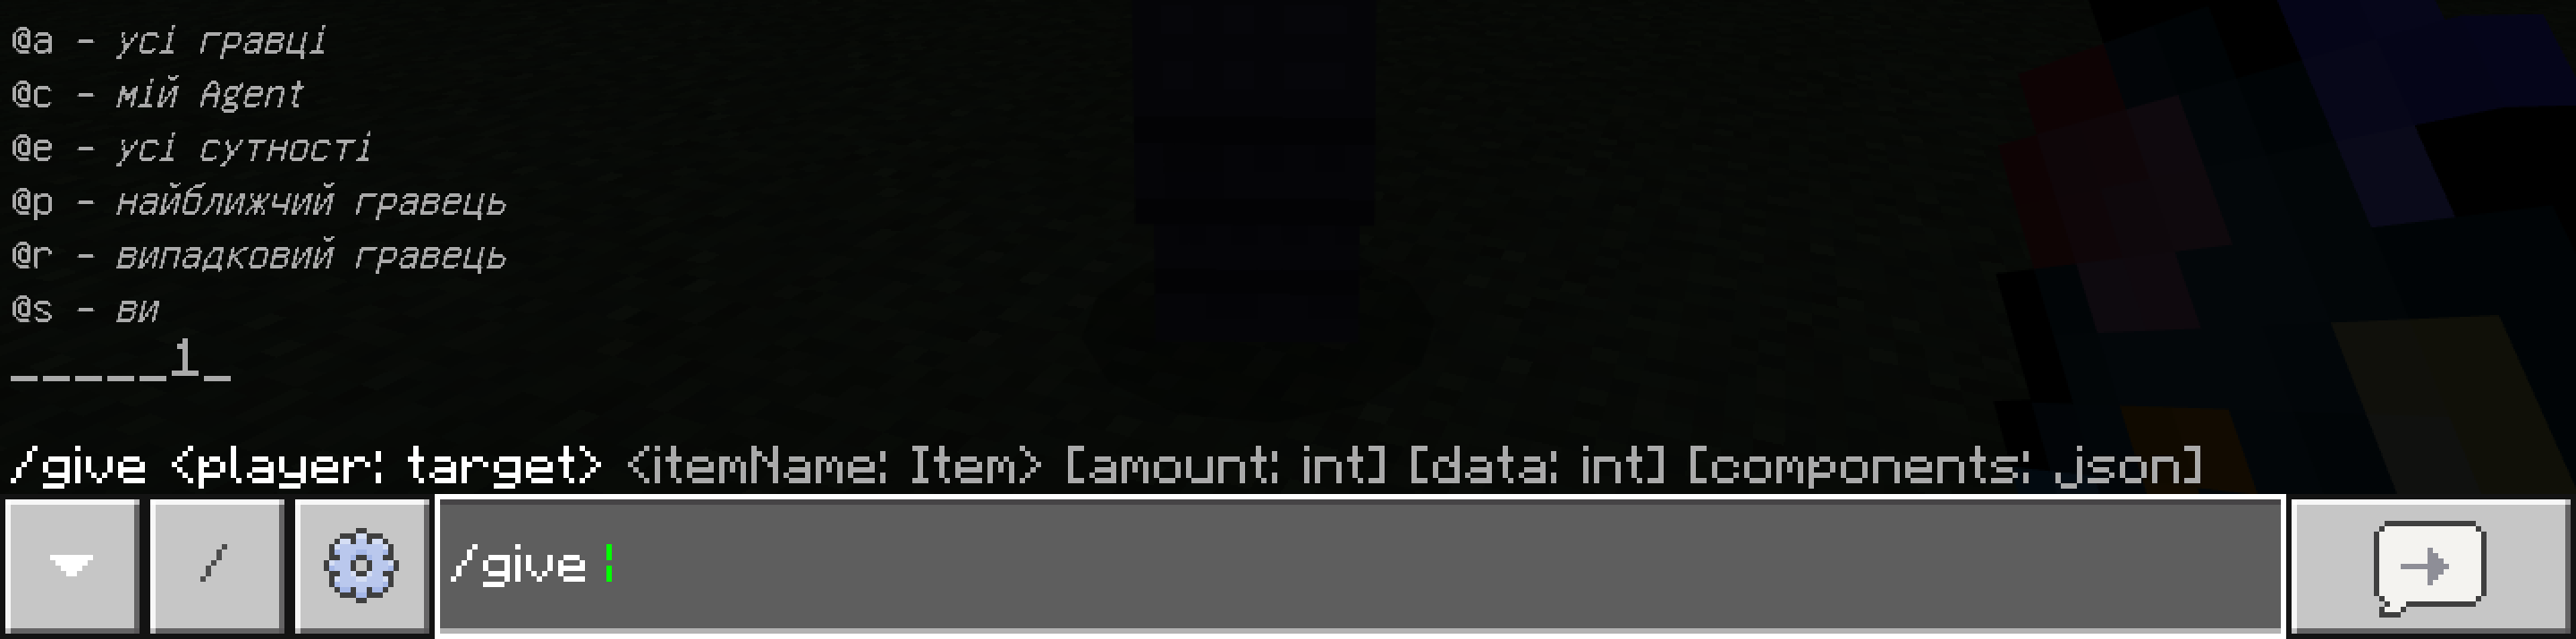 @a - усі гравці
@c - мій Agent
@e - усі сутності
@p - найближчий гравець
@r - випадковий гравець
@s - ви
_____1_
/give <player: target> <itemName: Item> [amount: int] [data: int] [components: json]
/
/give